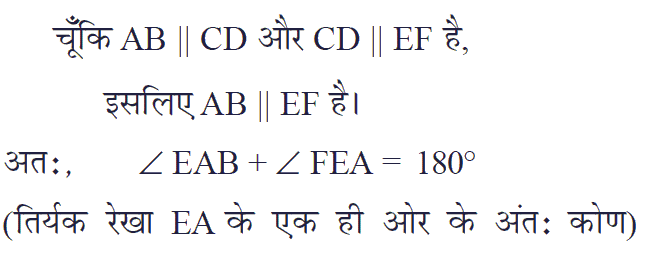 चूँकि AB || CD और CD || EF है,
इसलिए AB || EF है।
अत:, ∠ EAB + ∠ FEA = 180°
(तिर्यक रेखा EA के एक ही ओर के अंत: कोण)